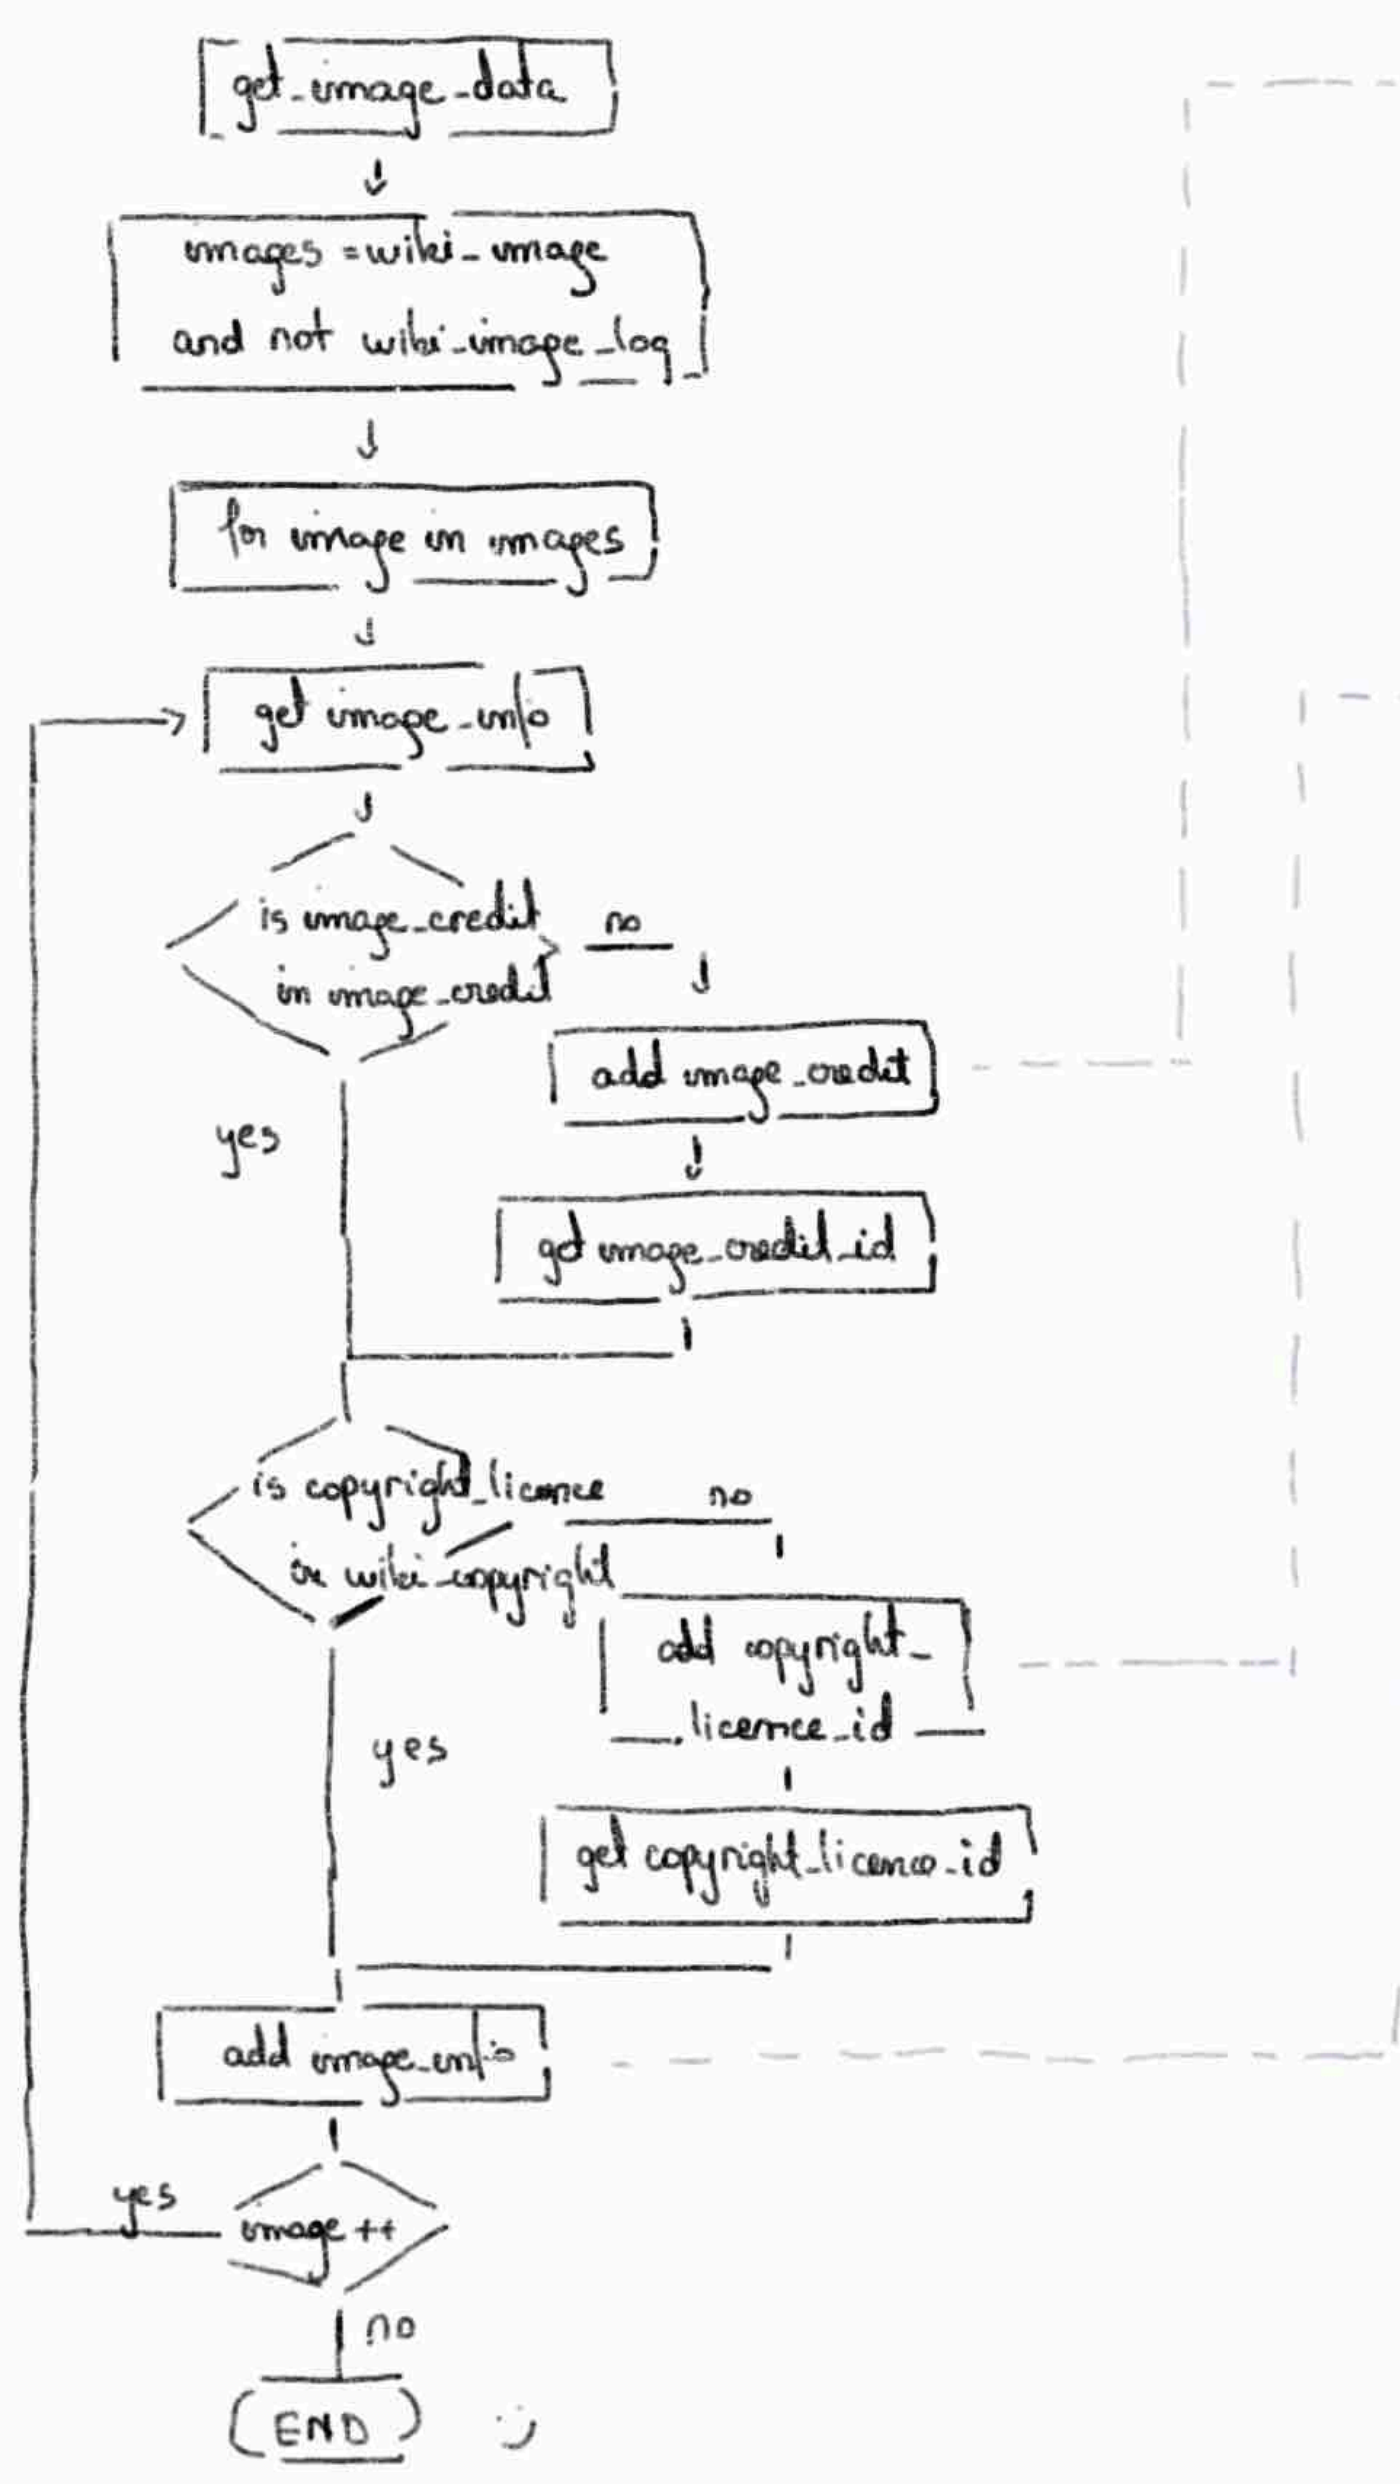 get_image_data
images = wiki_image
and not wiki_image_log
for image in images
get image_info
is image_credit
in image_credit
no
add image_credit
yes
get image_credit_id
is copyright_licence
no
in wiki_copyright
add copyright_
licence_id
yes
get copyright_licence_id
add image_info
yes
image ++
no
END